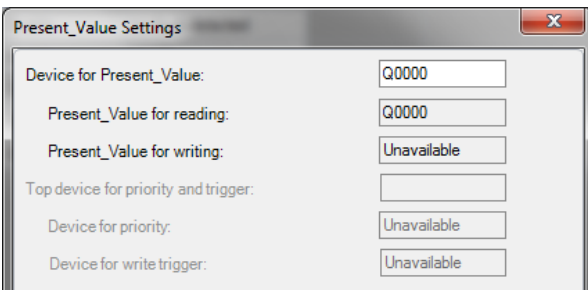 Present_Value Settings
Device for Present_Value: Q0000
Present_Value for reading: Q0000
Present_Value for writing: Unavailable
Top device for priority and trigger:
Device for priority: Unavailable
Device for write trigger: Unavailable